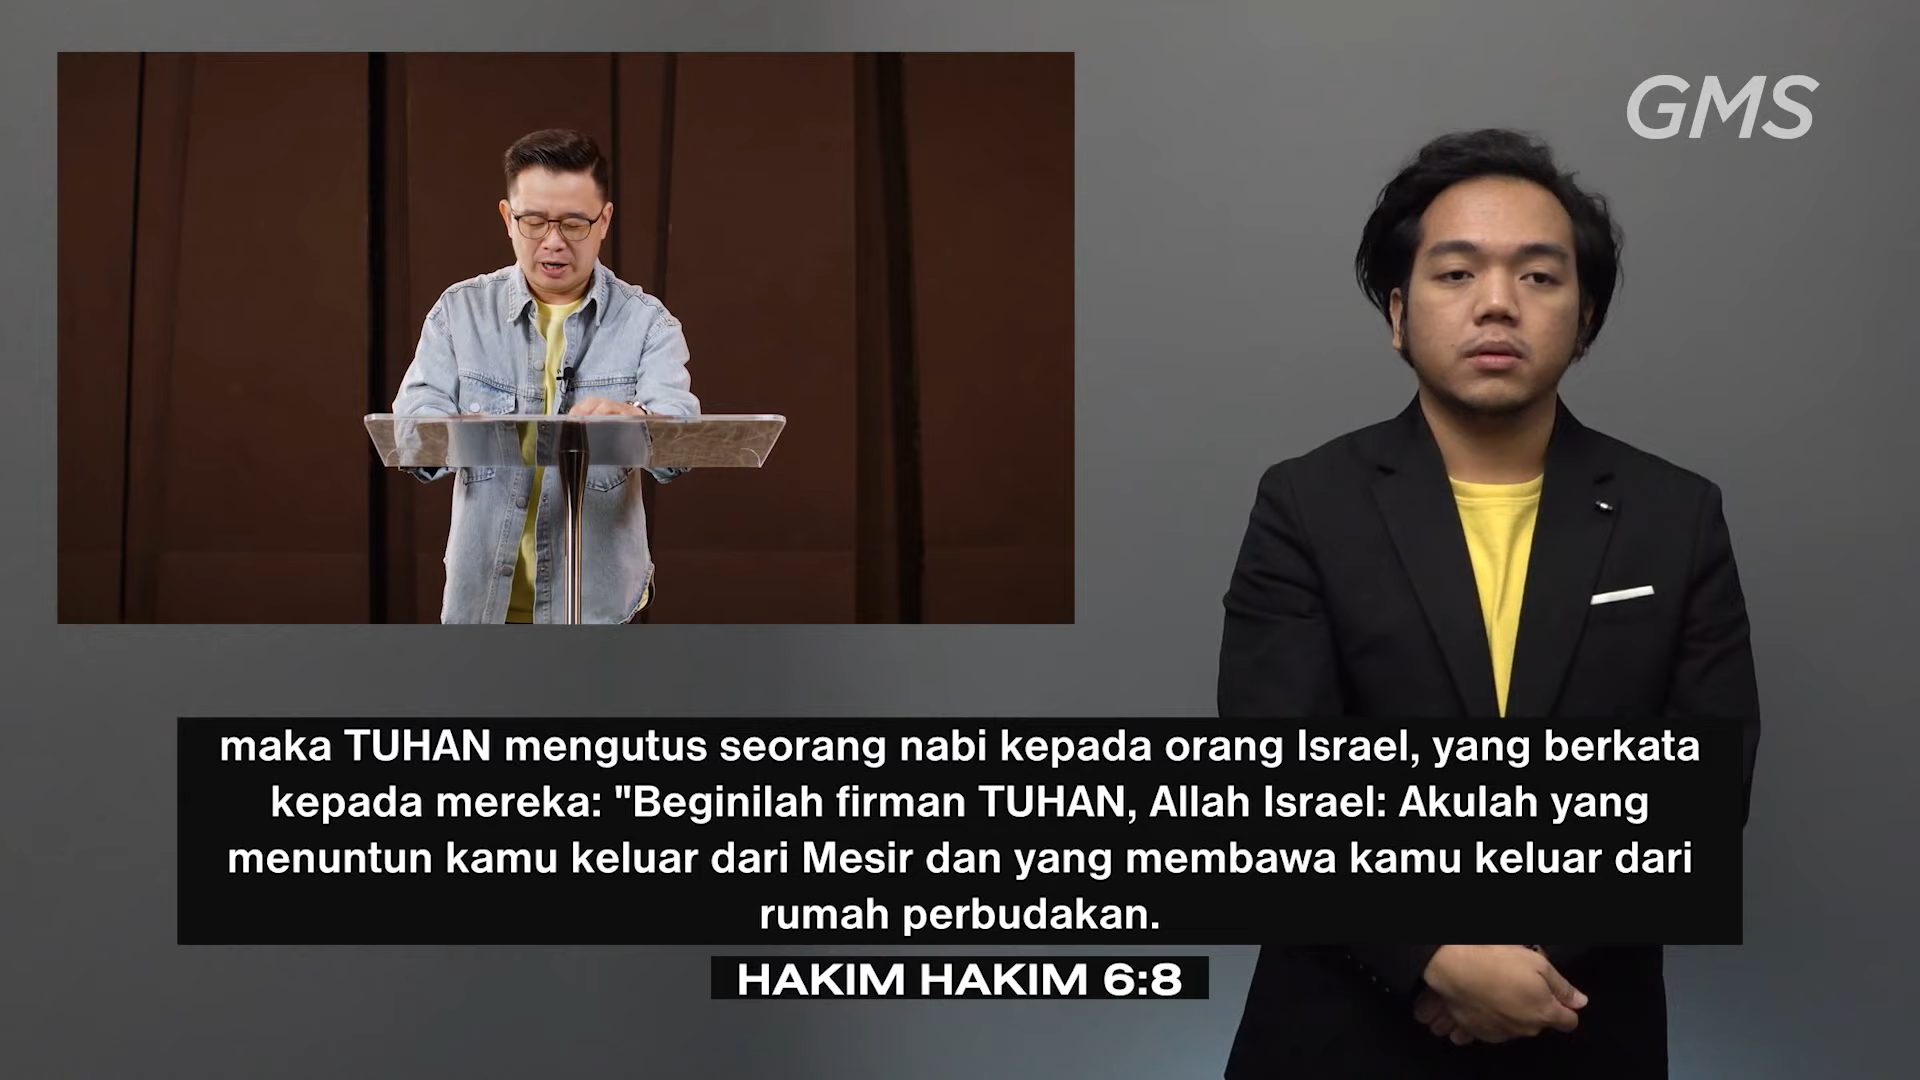 GMS
maka TUHAN mengutus seorang nabi kepada orang Israel, yang berkata
kepada mereka: "Beginilah firman TUHAN, Allah Israel: Akulah yang
menuntun kamu keluar dari Mesir dan yang membawa kamu keluar dari
rumah perbudakan.
HAKIM HAKIM 6:8